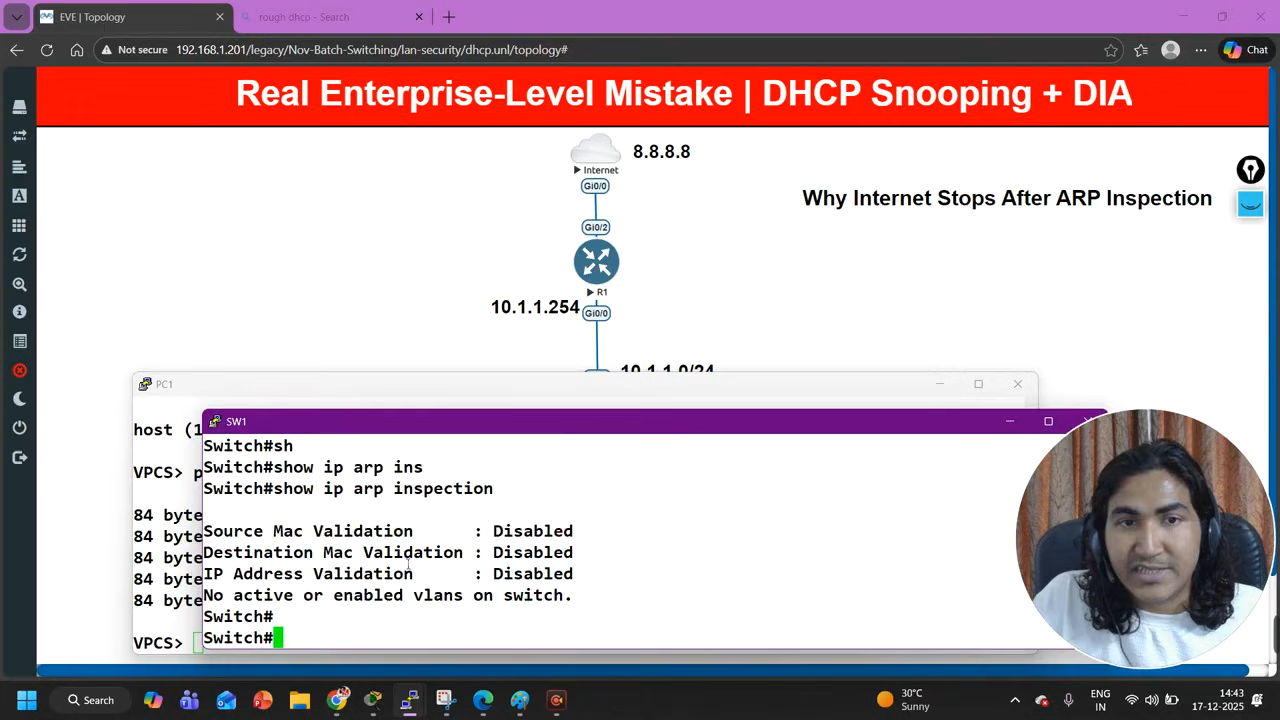 EVE | Topology
rough dhcp - Search
Not secure
192.168.1.201/legacy/Nov-Batch-Switching/lan-security/dhcp.unl/topology#
Chat
Real Enterprise-Level Mistake | DHCP Snooping + DIA
8.8.8.8
Internet
Gi0/0
Why Internet Stops After ARP Inspection
Gi0/2
R1
10.1.1.254
Gi0/0
10.1.1.0/24
PC1
host (1
VPCS> p
84 byte
84 byte
84 byte
84 byte
84 byte
VPCS>
SW1
Switch#sh
Switch#show ip arp ins
Switch#show ip arp inspection
Source Mac Validation : Disabled
Destination Mac Validation : Disabled
IP Address Validation : Disabled
No active or enabled vlans on switch.
Switch#
Switch#
Search
30°C
Sunny
ENG
IN
14:43
17-12-2025